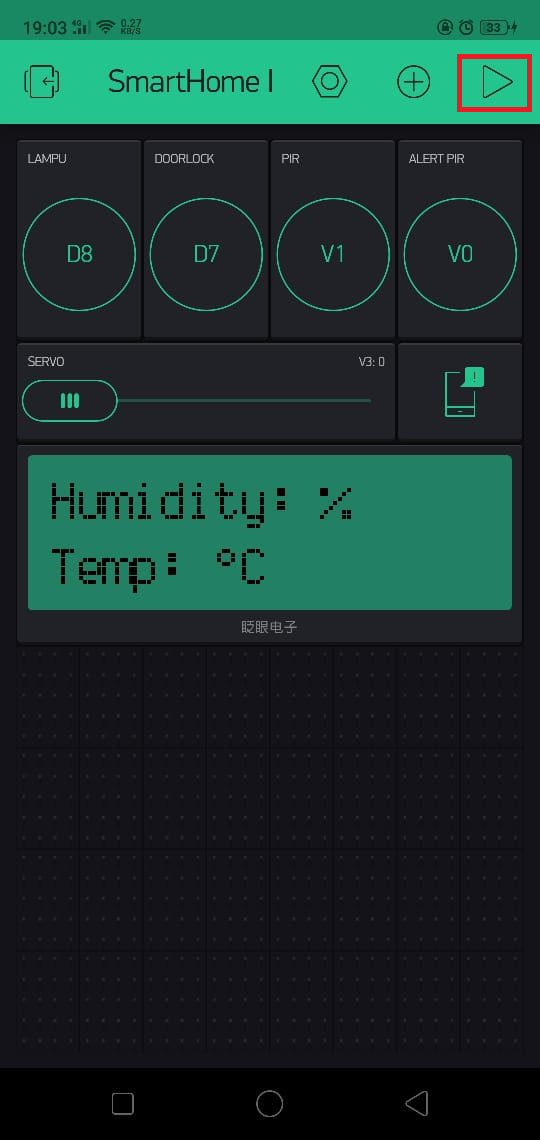 19:03 4G 0.27 KB/S 33
SmartHome I
LAMPU DOORLOCK PIR ALERT PIR
D8 D7 V1 V0
SERVO V3: 0
!
Humidity: %
Temp: °C
眨眼电子